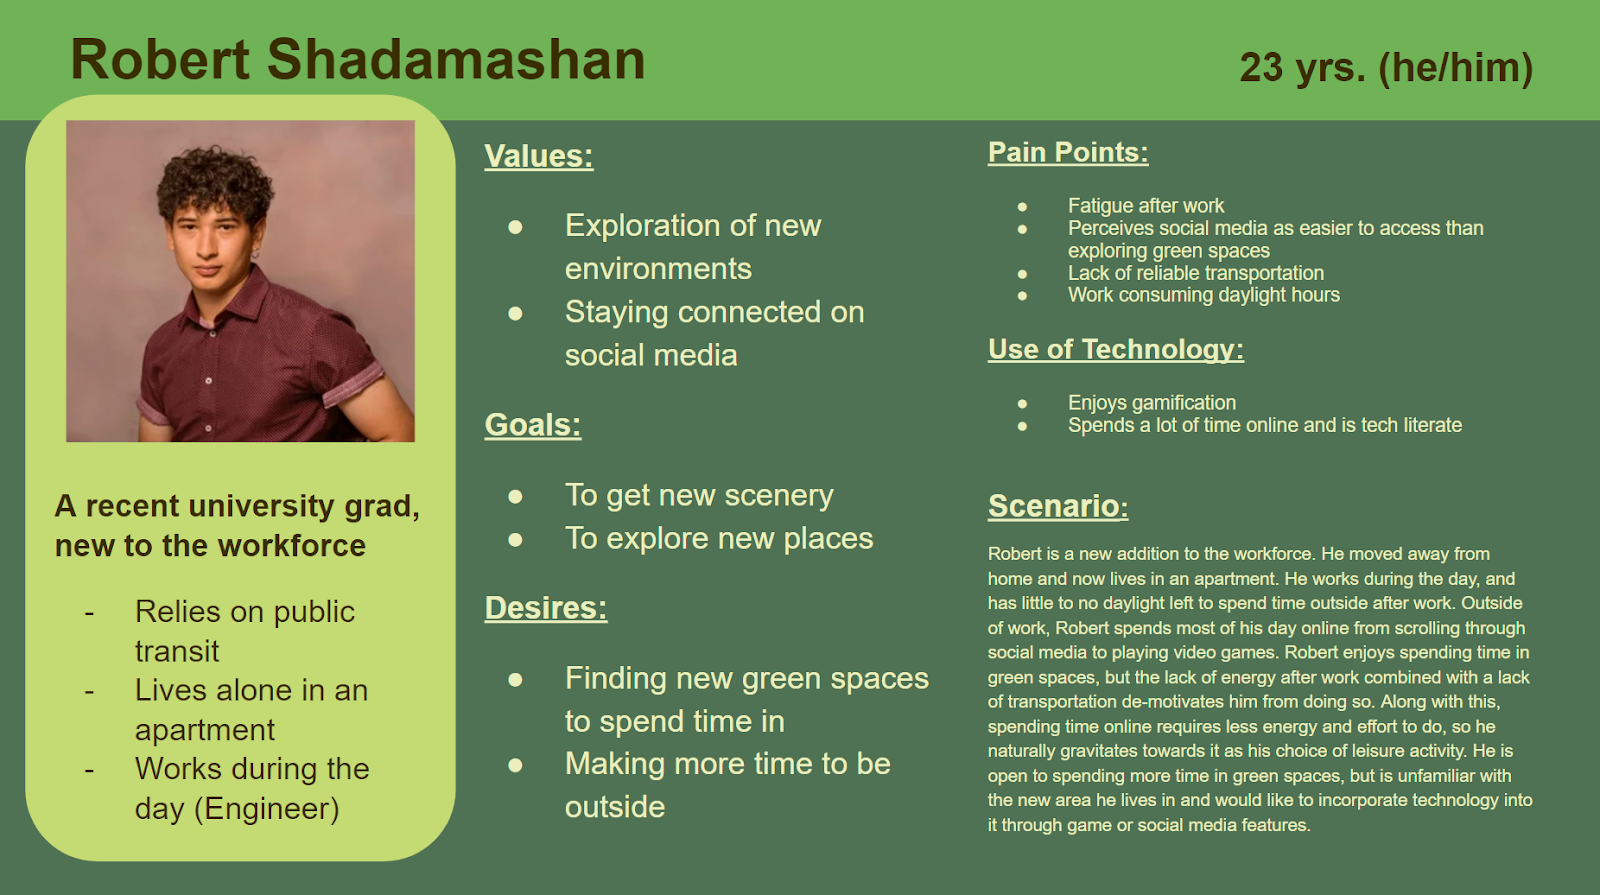 Robert Shadamashan
23 yrs. (he/him)
A recent university grad,
new to the workforce
- Relies on public
transit
- Lives alone in an
apartment
- Works during the
day (Engineer)
Values:
● Exploration of new
environments
● Staying connected on
social media
Goals:
● To get new scenery
● To explore new places
Desires:
● Finding new green spaces
to spend time in
● Making more time to be
outside
Pain Points:
● Fatigue after work
● Perceives social media as easier to access than
exploring green spaces
● Lack of reliable transportation
● Work consuming daylight hours
Use of Technology:
● Enjoys gamification
● Spends a lot of time online and is tech literate
Scenario:
Robert is a new addition to the workforce. He moved away from
home and now lives in an apartment. He works during the day, and
has little to no daylight left to spend time outside after work. Outside
of work, Robert spends most of his day online from scrolling through
social media to playing video games. Robert enjoys spending time in
green spaces, but the lack of energy after work combined with a lack
of transportation de-motivates him from doing so. Along with this,
spending time online requires less energy and effort to do, so he
naturally gravitates towards it as his choice of leisure activity. He is
open to spending more time in green spaces, but is unfamiliar with
the new area he lives in and would like to incorporate technology into
it through game or social media features.